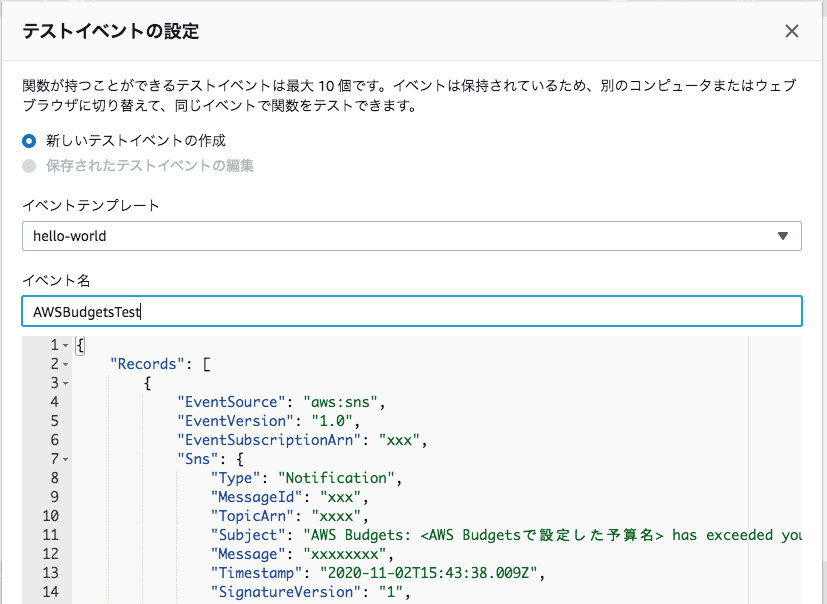 テストイベントの設定
関数が持つことができるテストイベントは最大 10 個です。イベントは保持されているため、別のコンピュータまたはウェブ
ブラウザに切り替えて、同じイベントで関数をテストできます。
新しいテストイベントの作成
保存されたテストイベントの編集
イベントテンプレート
hello-world
イベント名
AWSBudgetsTest
1 {
2 "Records": [
3 {
4 "EventSource": "aws:sns",
5 "EventVersion": "1.0",
6 "EventSubscriptionArn": "xxx",
7 "Sns": {
8 "Type": "Notification",
9 "MessageId": "xxx",
10 "TopicArn": "xxxx",
11 "Subject": "AWS Budgets: <AWS Budgetsで設定した予算名> has exceeded you
12 "Message": "xxxxxxxx",
13 "Timestamp": "2020-11-02T15:43:38.009Z",
14 "SignatureVersion": "1",